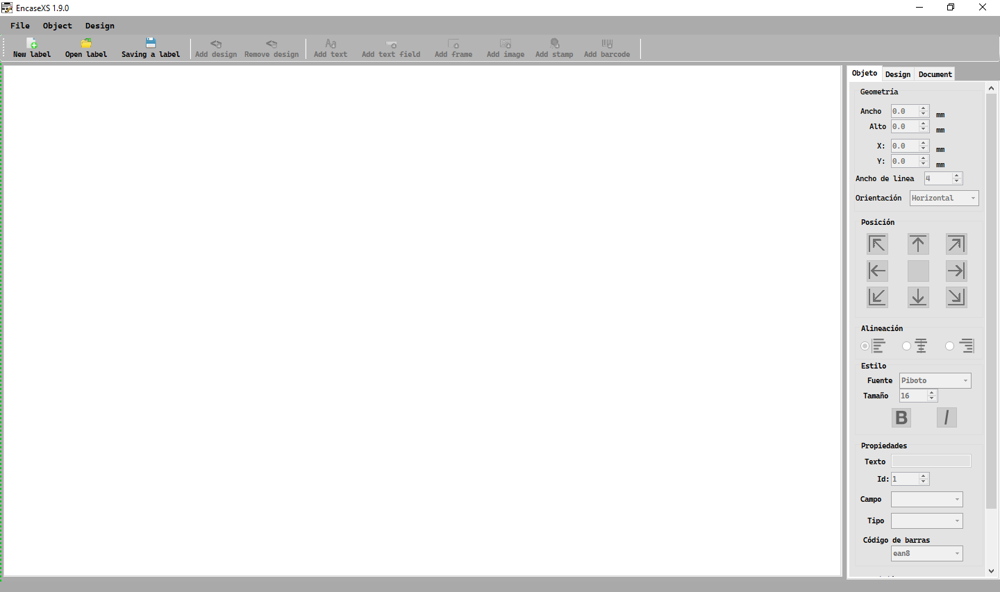 EncaseXS 1.9.0
File Object Design
New label Open label Saving a label Add design Remove design Add text Add text field Add frame Add image Add stamp Add barcode
Objeto Design Document
Geometría
Ancho 0.0 mm
Alto 0.0 mm
X: 0.0 mm
Y: 0.0 mm
Ancho de linea 4
Orientación Horizontal
Posición
Alineación
Estilo
Fuente Piboto
Tamaño 16
B I
Propiedades
Texto
Id: 1
Campo
Tipo
Código de barras
ean8